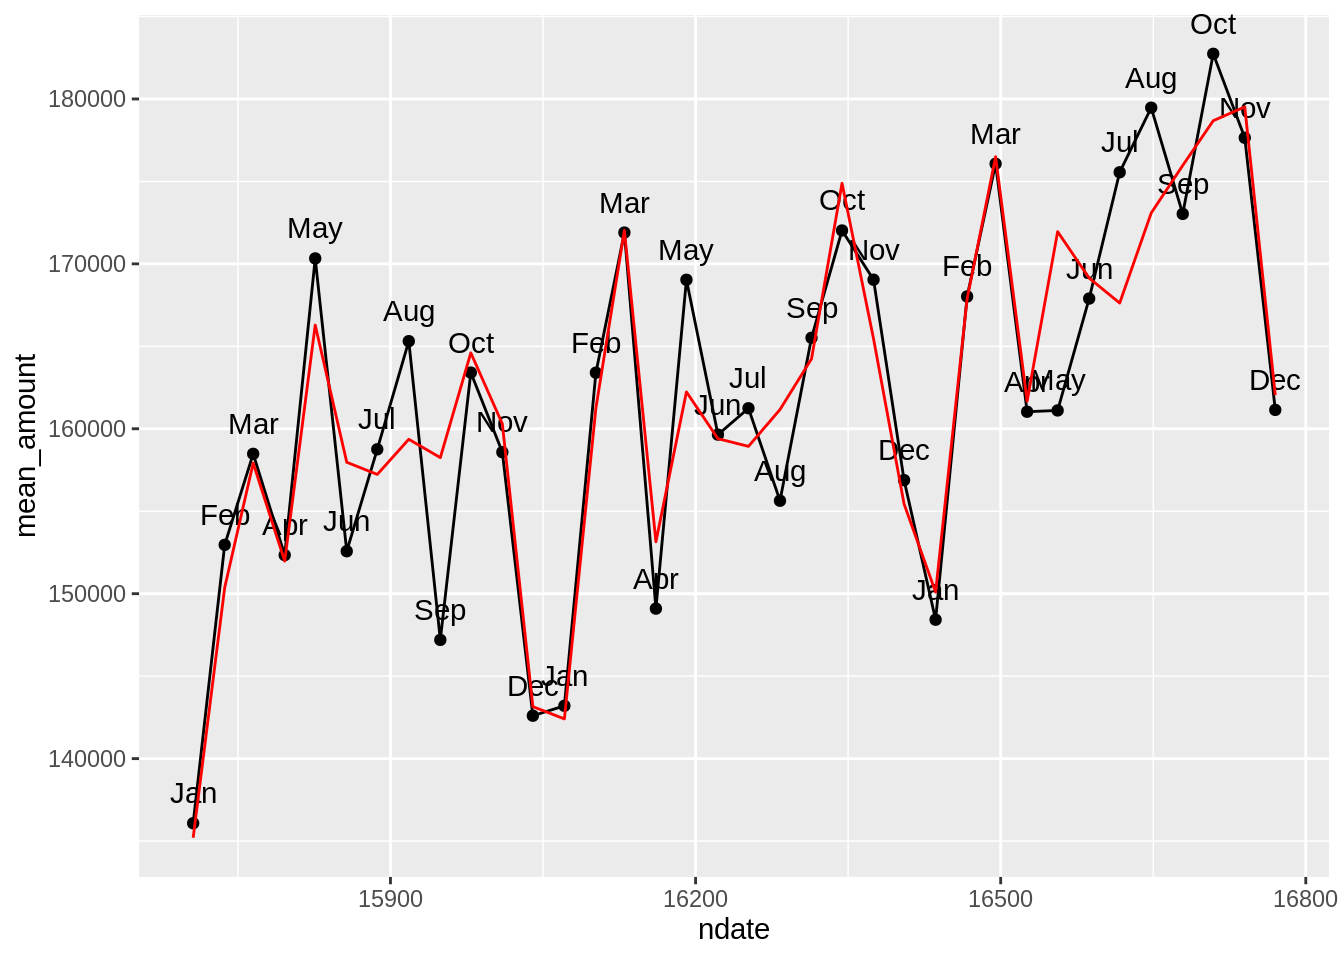 Oct
Aug
180000
Nov
Mar
Jul
Sep
Mar
Oct
May
May
Nov
170000
Feb
Jun
Aug
Sep
Oct
Feb
Jul
Apr
May
Dec
Jun
Mar
Jul
Nov
160000
Dec
Aug
Feb
Apr
Jun
150000
Apr
Jan
Sep
Dec
Jan
140000
Jan
mean_amount
15900
16200
16500
16800
ndate